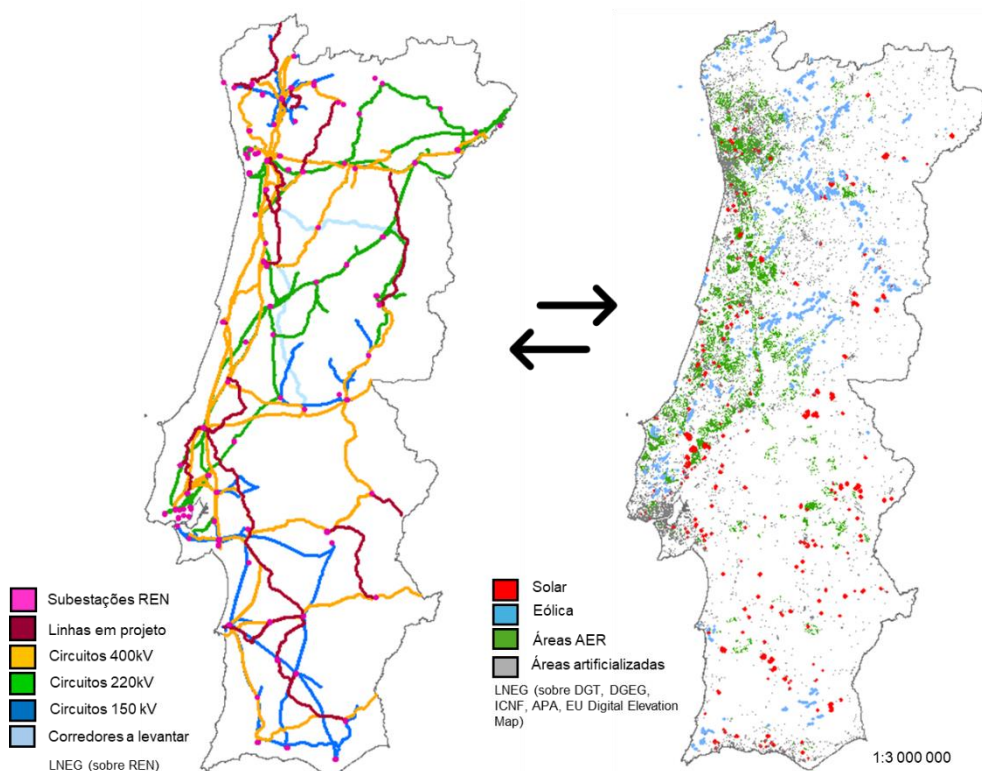 Subestações REN
Linhas em projeto
Circuitos 400kV
Circuitos 220kV
Circuitos 150 kV
Corredores a levantar
LNEG (sobre REN)
Solar
Eólica
Áreas AER
Áreas artificializadas
LNEG (sobre DGT, DGEG,
ICNF, APA, EU Digital Elevation
Map)
1:3 000 000